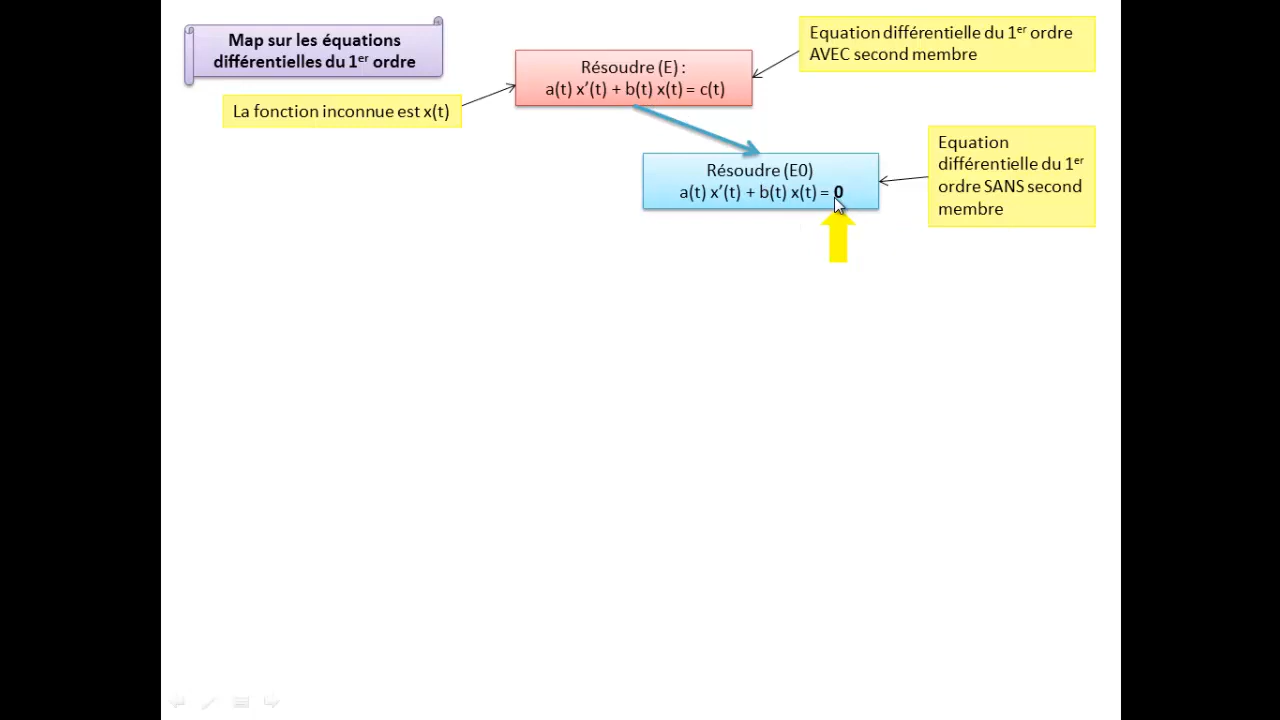 Map sur les équations
différentielles du 1er ordre
Equation différentielle du 1er ordre
AVEC second membre
Résoudre (E) :
a(t) x’(t) + b(t) x(t) = c(t)
La fonction inconnue est x(t)
Résoudre (E0)
a(t) x’(t) + b(t) x(t) = 0
Equation
différentielle du 1er
ordre SANS second
membre